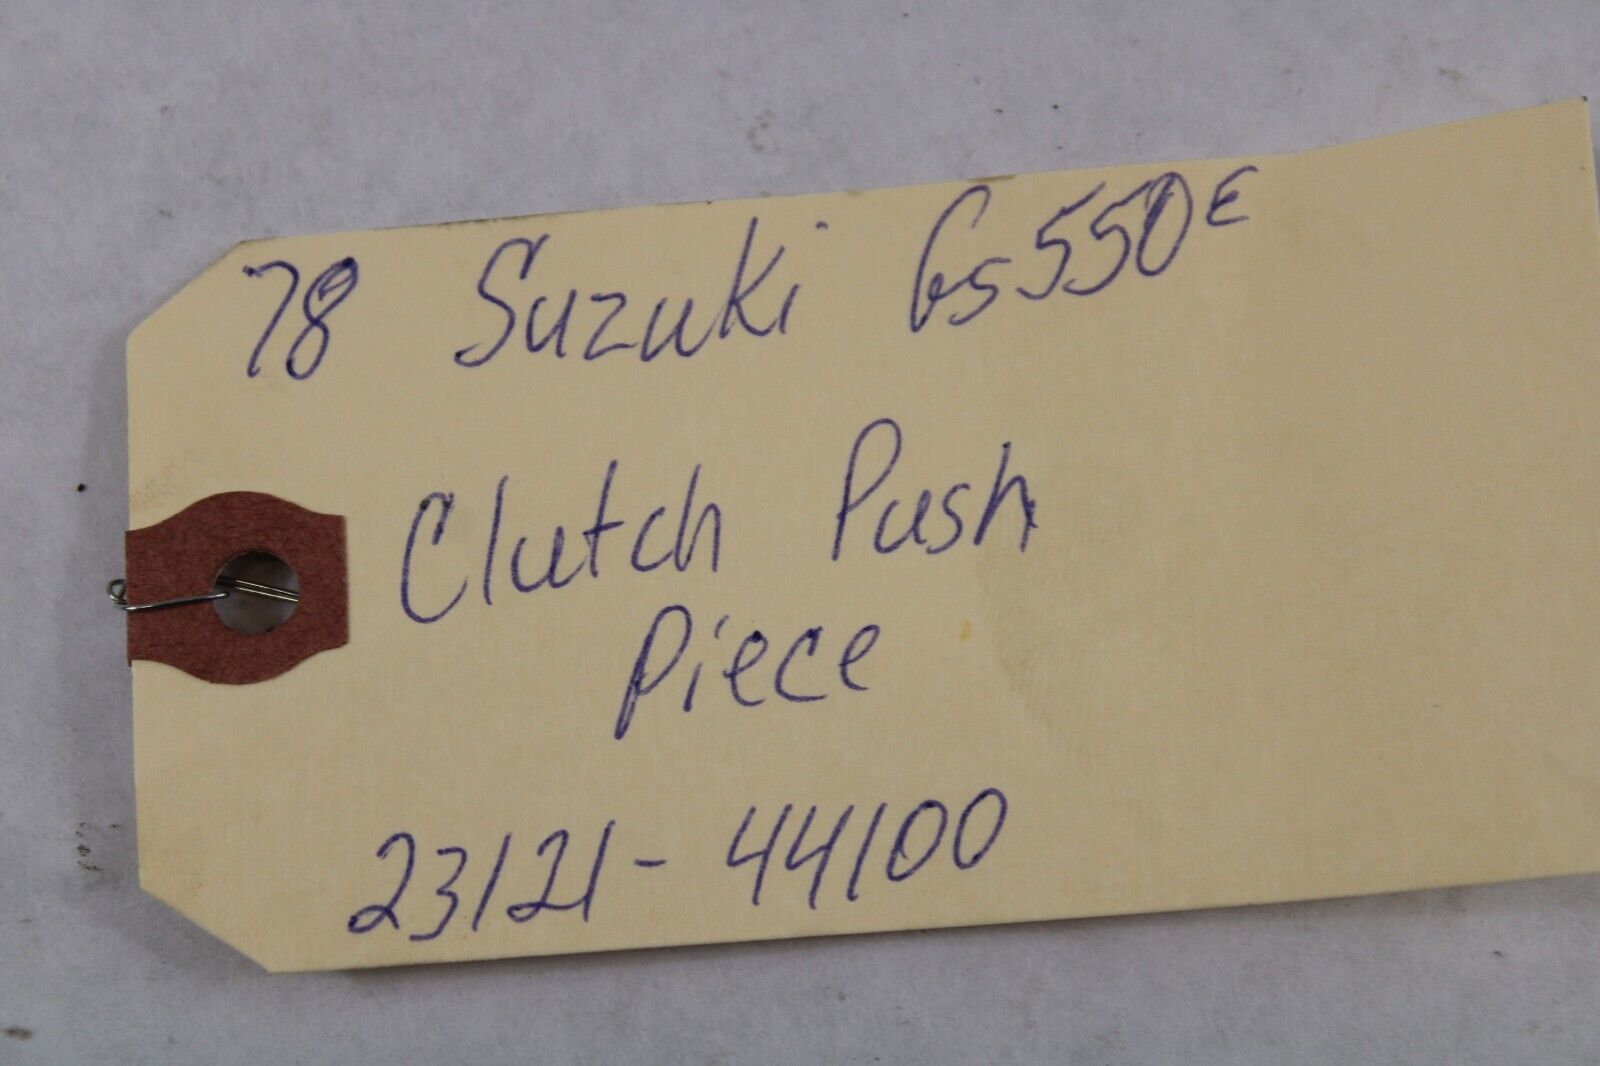 78 Suzuki Gs550E
Clutch Push
Piece
23121-44100